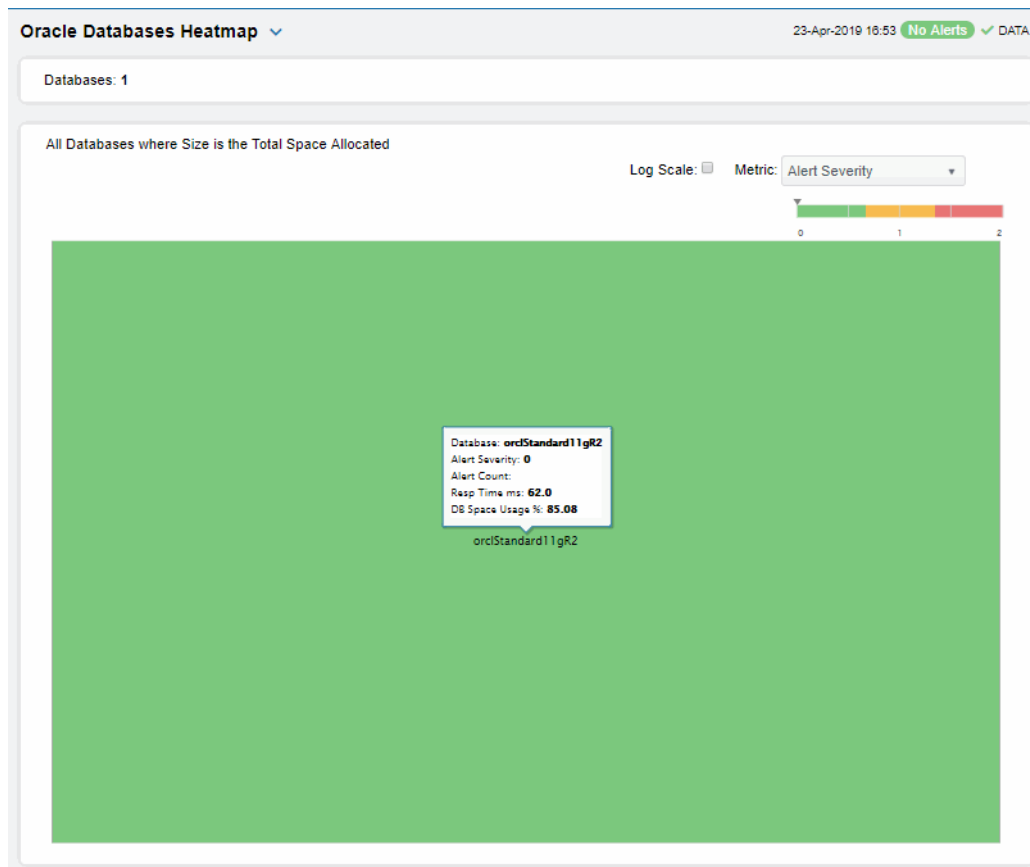 Oracle Databases Heatmap
23-Apr-2019 16:53 No Alerts DATA
Databases: 1
All Databases where Size is the Total Space Allocated
Log Scale: Metric: Alert Severity
0 1 2
Database: orclStandard11gR2
Alert Severity: 0
Alert Count:
Resp Time ms: 62.0
DB Space Usage %: 85.08
orclStandard11gR2